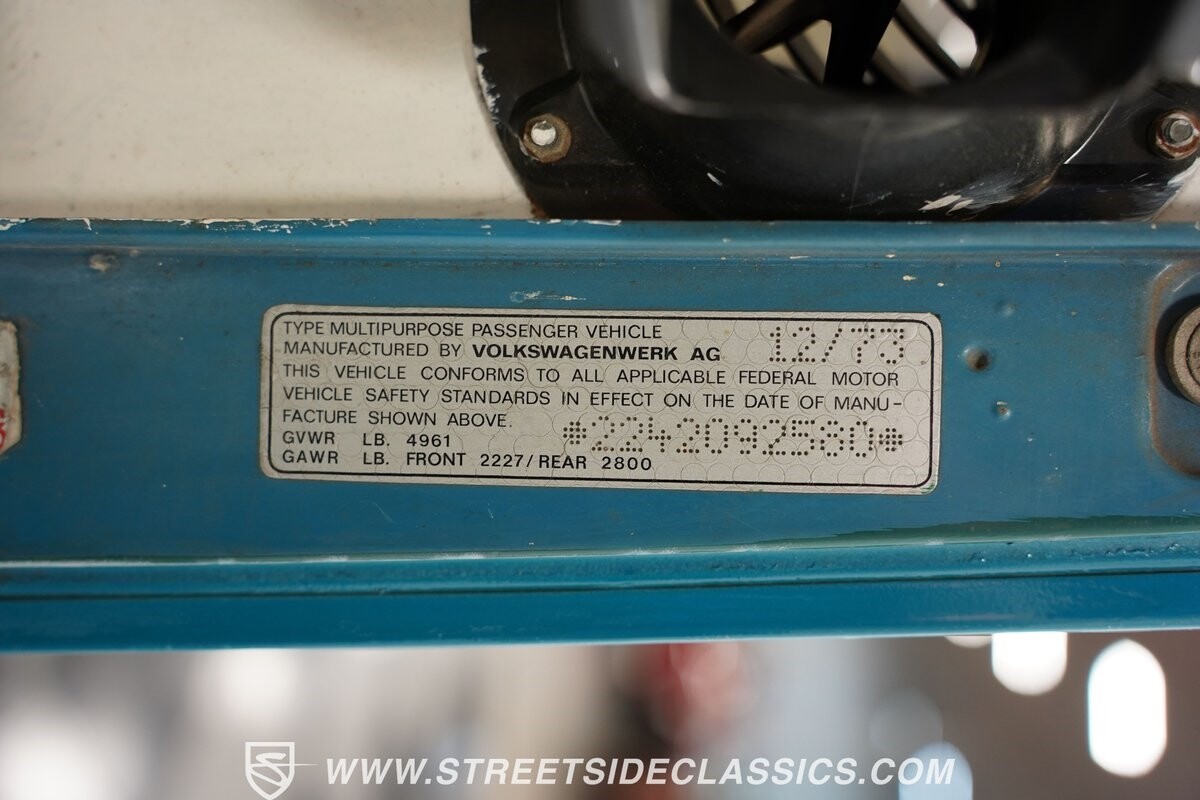 TYPE MULTIPURPOSE PASSENGER VEHICLE 12/73
MANUFACTURED BY VOLKSWAGENWERK AG
THIS VEHICLE CONFORMS TO ALL APPLICABLE FEDERAL MOTOR
VEHICLE SAFETY STANDARDS IN EFFECT ON THE DATE OF MANU-
FACTURE SHOWN ABOVE.
GVWR LB. 4961 *2242092580*
GAWR LB. FRONT 2227/REAR 2800
WWW.STREETSIDECLASSICS.COM